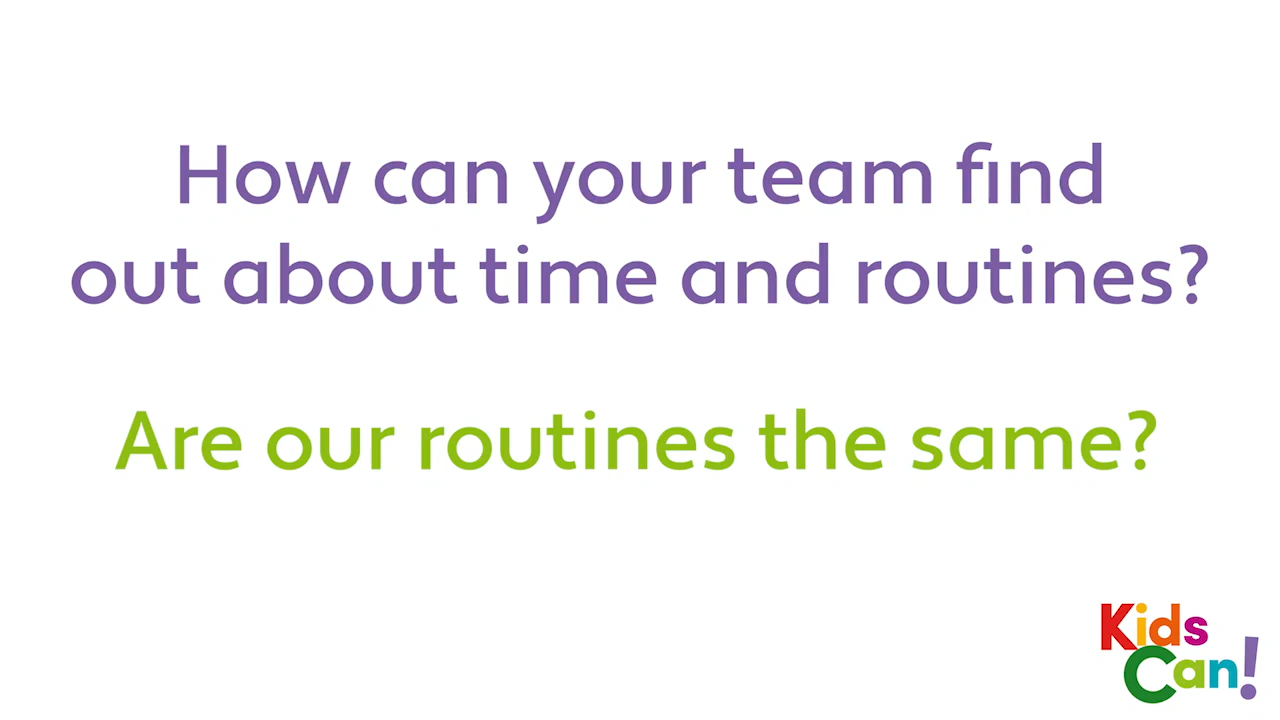 How can your team find
out about time and routines?
Are our routines the same?
Kids
Can!